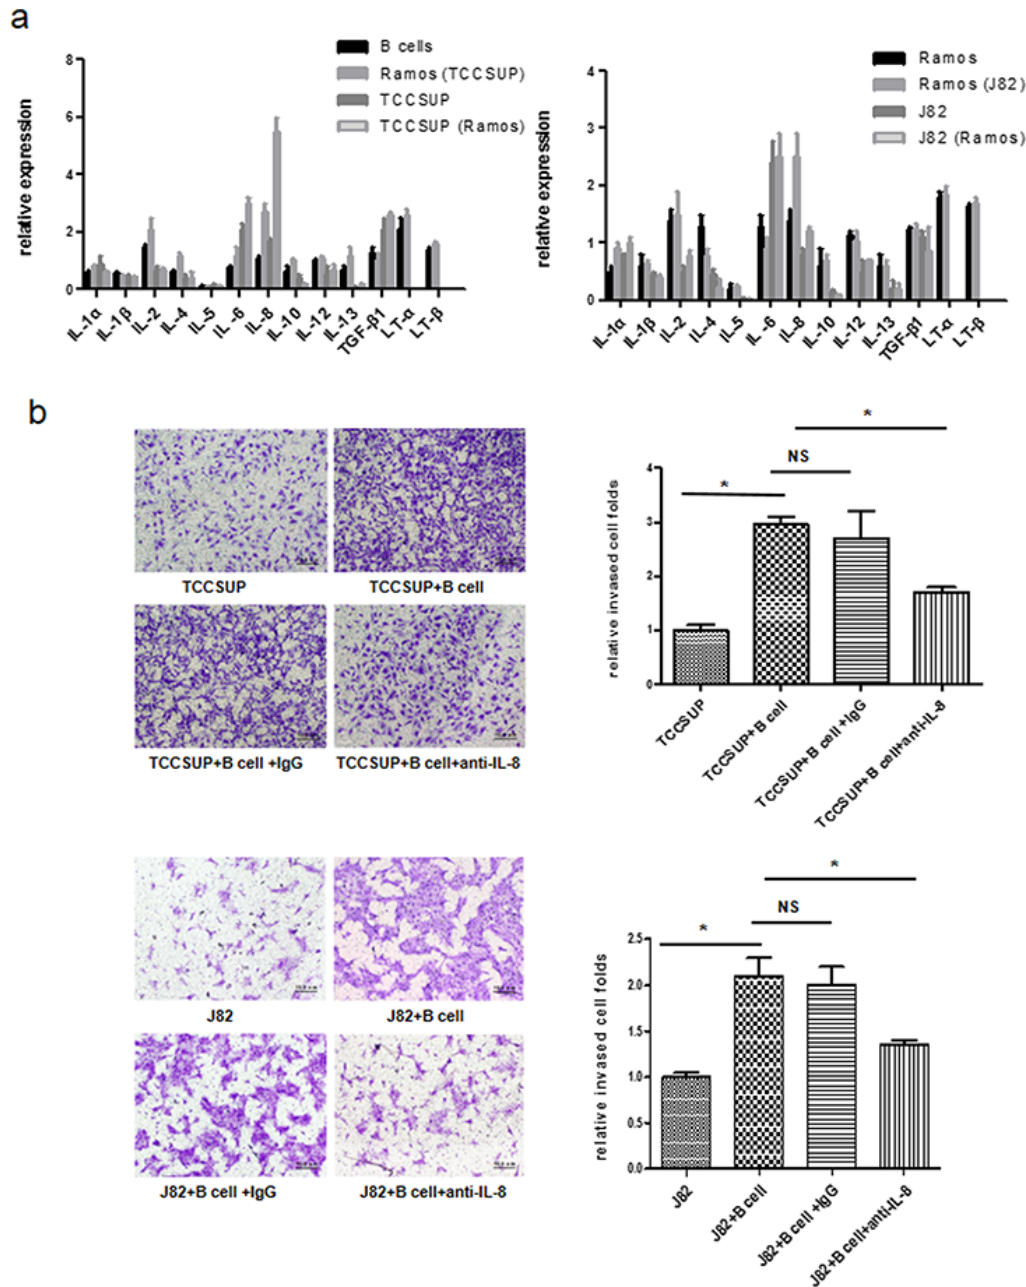 a
8
6
4
2
0
relative expression
B cells
Ramos (TCCSUP)
TCCSUP
TCCSUP (Ramos)
IL-1α
IL-1β
IL-2
IL-4
IL-5
IL-6
IL-8
IL-10
IL-12
IL-13
TGF-β1
LT-α
LT-β
4
3
2
1
0
relative expression
Ramos
Ramos (J82)
J82
J82 (Ramos)
IL-1α
IL-1β
IL-2
IL-4
IL-5
IL-6
IL-8
IL-10
IL-12
IL-13
TGF-β1
LT-α
LT-β
b
TCCSUP
TCCSUP+B cell
TCCSUP+B cell +IgG
TCCSUP+B cell+anti-IL-8
*
NS
*
4
3
2
1
0
relative invased cell folds
TCCSUP
TCCSUP+B cell
TCCSUP+B cell +IgG
TCCSUP+B cell+anti-IL-8
J82
J82+B cell
J82+B cell +IgG
J82+B cell+anti-IL-8
*
NS
*
2.5
2.0
1.5
1.0
0.5
0.0
relative invased cell folds
J82
J82+B cell
J82+B cell +IgG
J82+B cell+anti-IL-8